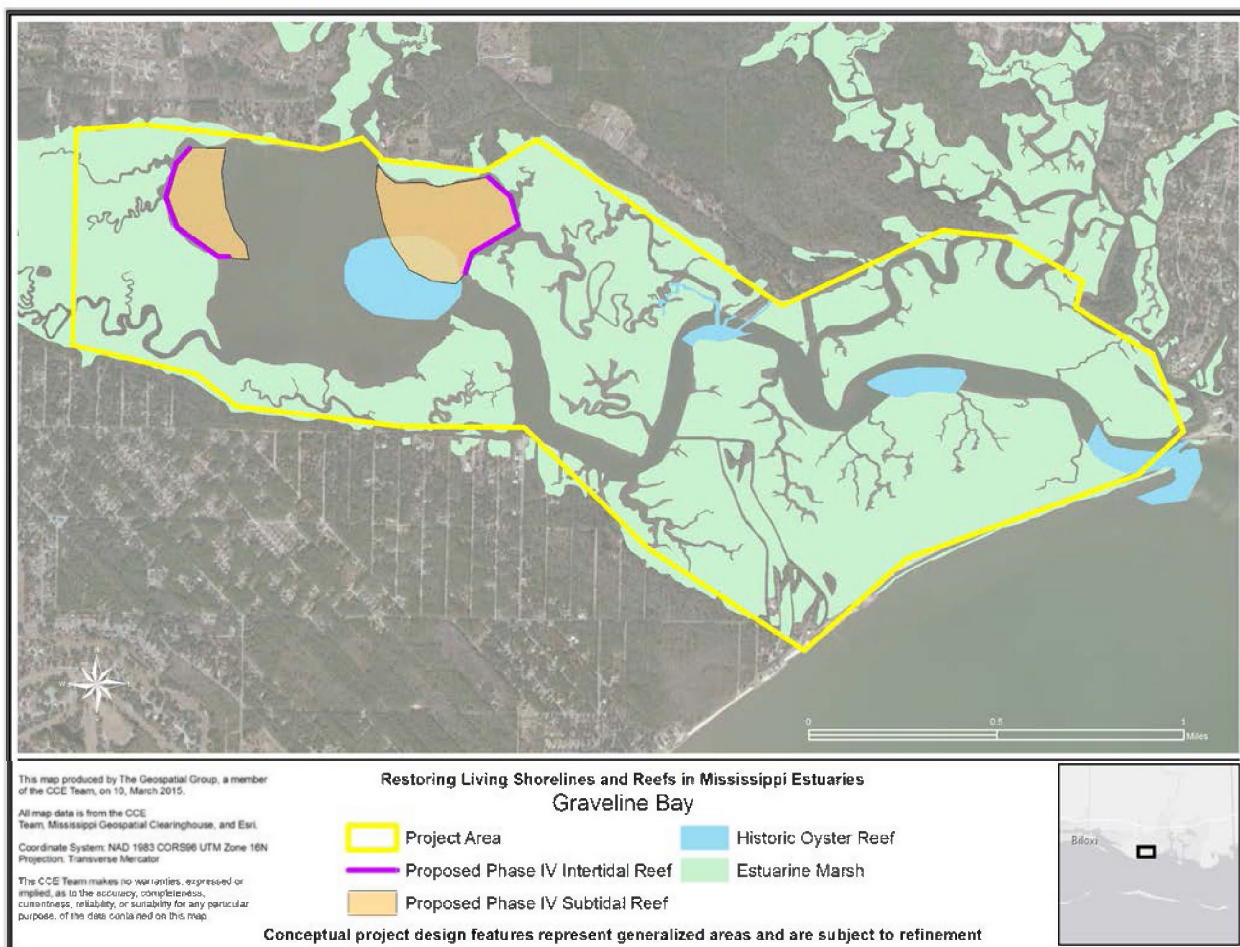 W
0
0.5
1
Miles
This map produced by The Geospatial Group, a member
of the CCE Team, on 10, March 2015.
All map data is from the CCE
Team, Mississippi Geospatial Clearinghouse, and Esri.
Coordinate System: NAD 1983 CORS96 UTM Zone 16N
Projection: Transverse Mercator
The CCE Team makes no warranties, expressed or
implied, as to the accuracy, completeness,
currentness, reliability, or suitability for any particular
purpose, of the data contained on this map.
Restoring Living Shorelines and Reefs in Mississippi Estuaries
Graveline Bay
Project Area
Proposed Phase IV Intertidal Reef
Proposed Phase IV Subtidal Reef
Historic Oyster Reef
Estuarine Marsh
Conceptual project design features represent generalized areas and are subject to refinement
Biloxi